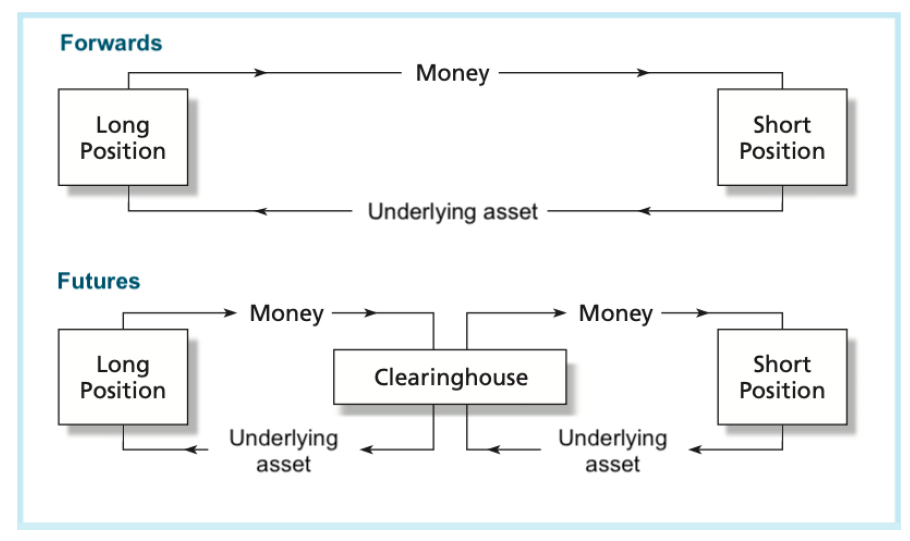 Forwards
Money
Long
Position
Short
Position
Underlying asset
Futures
Money
Money
Long
Position
Clearinghouse
Short
Position
Underlying
asset
Underlying
asset